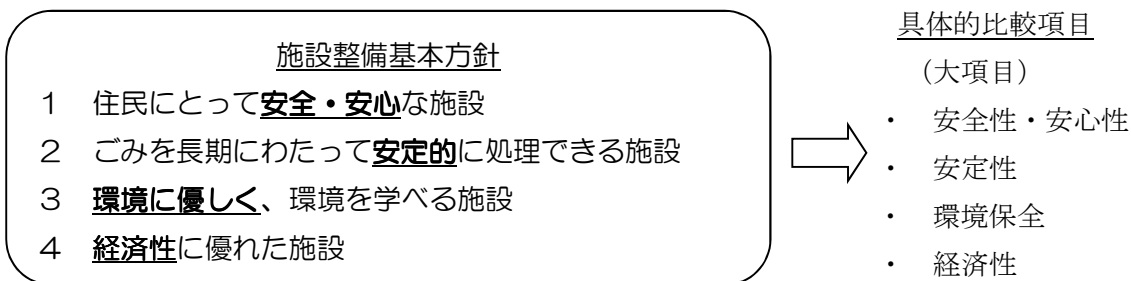 施設整備基本方針
１　住民にとって安全・安心な施設
２　ごみを長期にわたって安定的に処理できる施設
３　環境に優しく、環境を学べる施設
４　経済性に優れた施設
具体的比較項目
（大項目）
・　安全性・安心性
・　安定性
・　環境保全
・　経済性